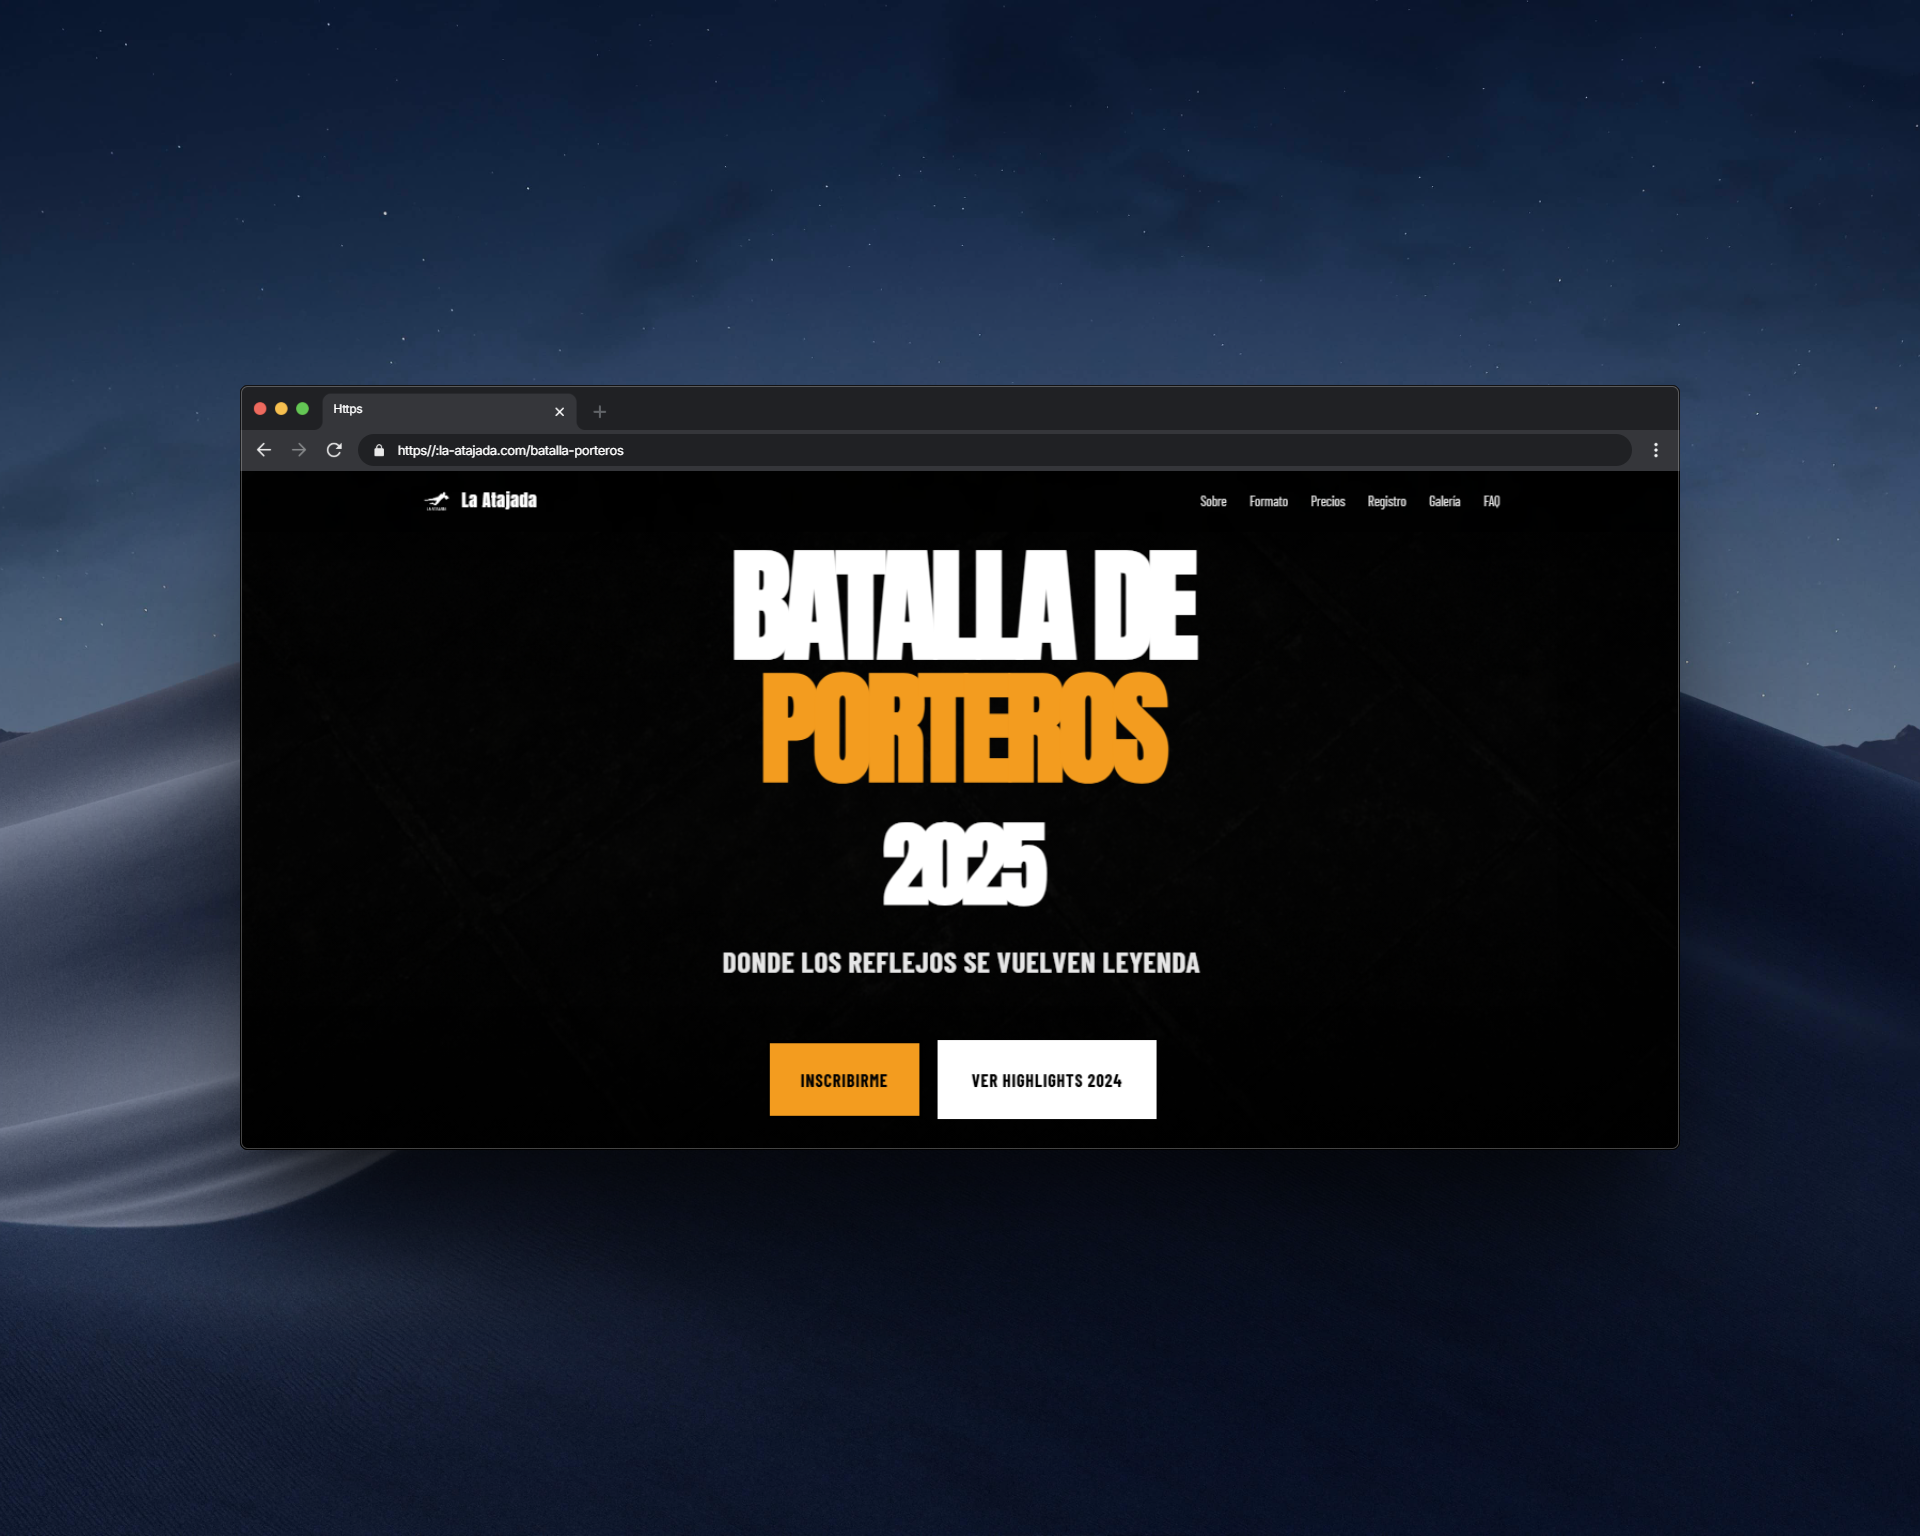 Https
https//:la-atajada.com/batalla-porteros
La Atajada
Sobre Formato Precios Registro Galería FAQ
BATALLA DE
PORTEROS
2025
DONDE LOS REFLEJOS SE VUELVEN LEYENDA
INSCRIBIRME VER HIGHLIGHTS 2024